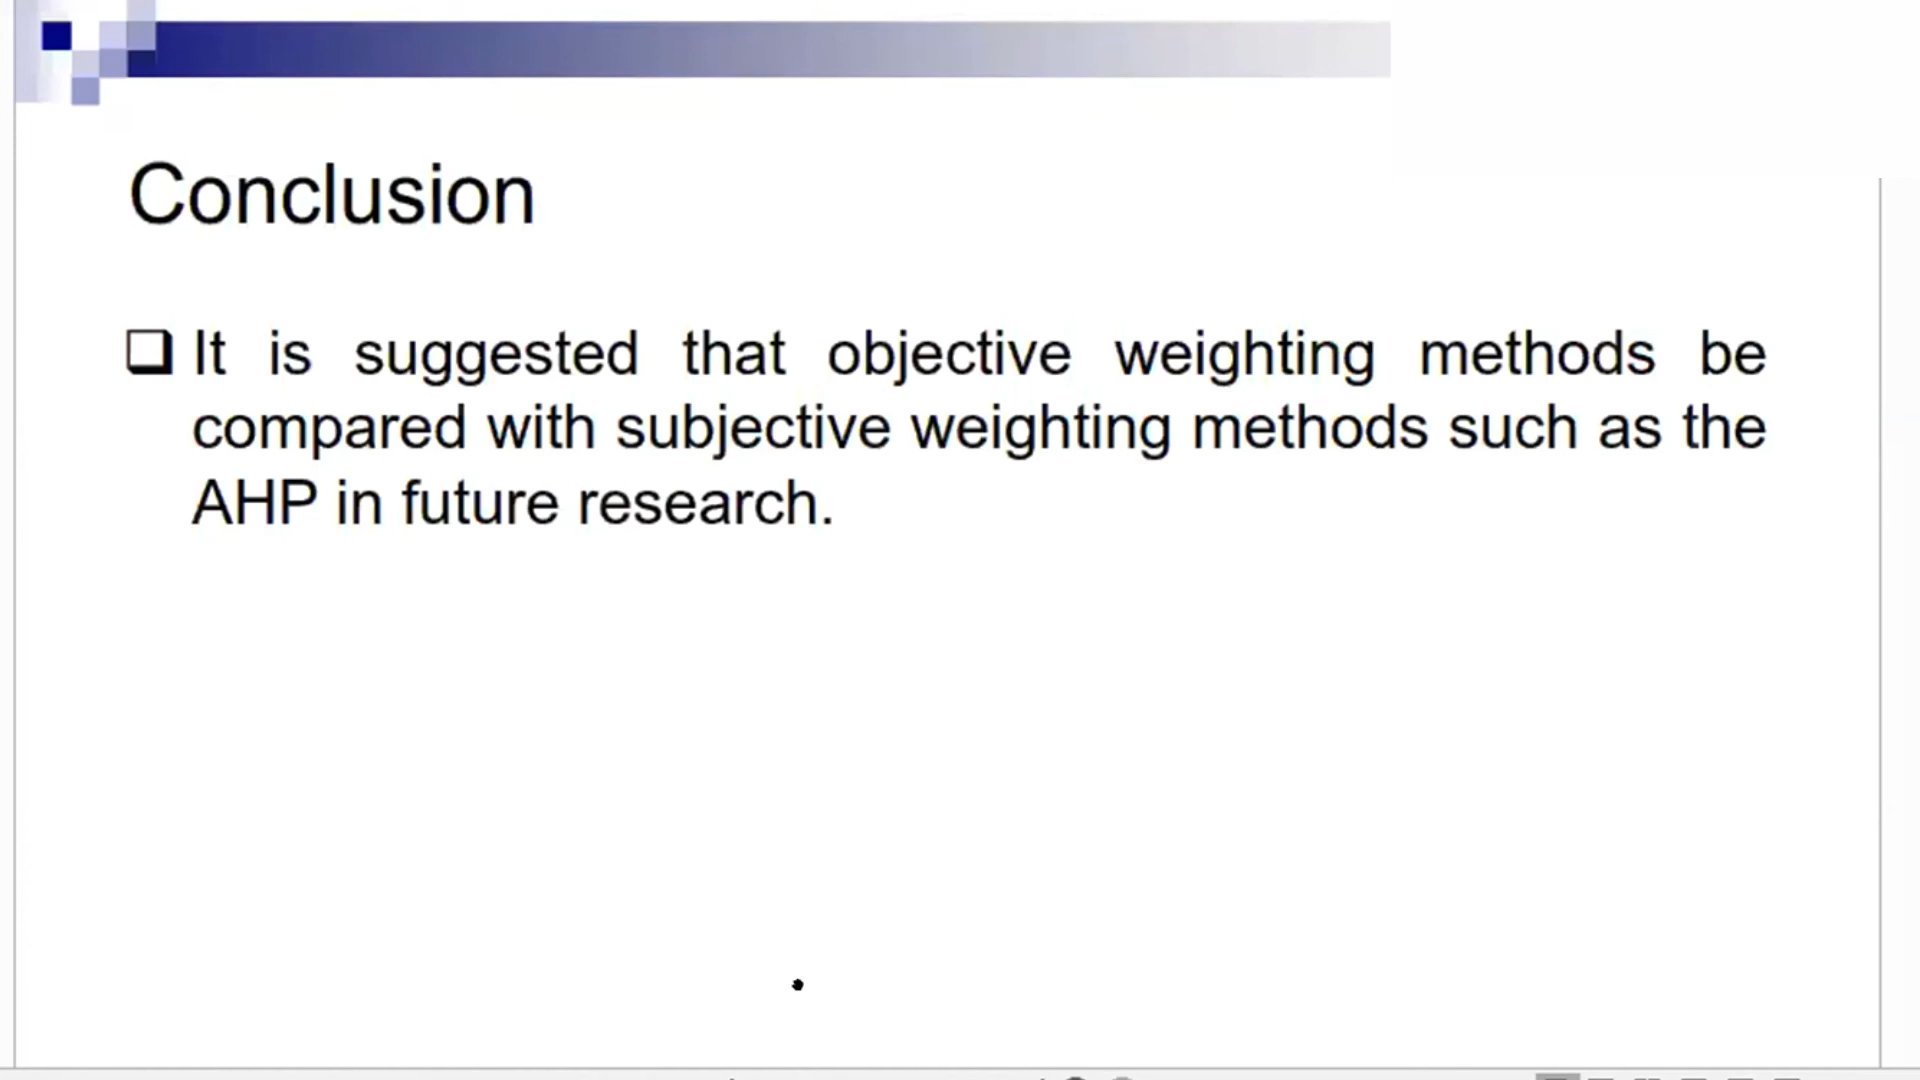 Conclusion
❑ It is suggested that objective weighting methods be
compared with subjective weighting methods such as the
AHP in future research.